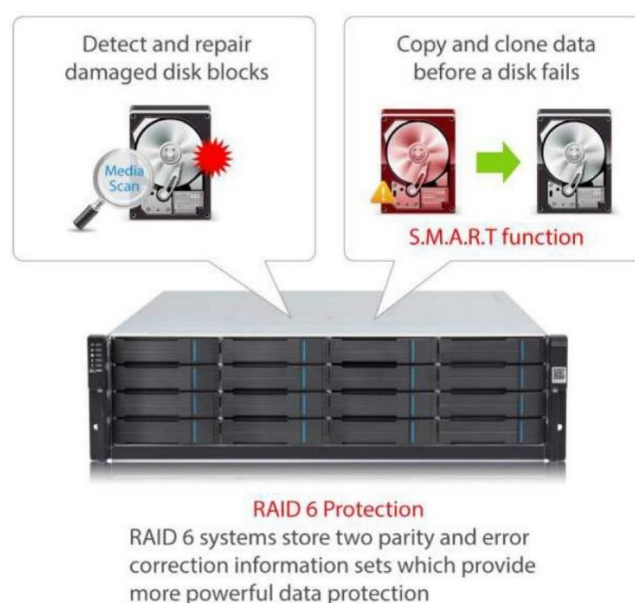 Detect and repair
damaged disk blocks
Media
Scan
Copy and clone data
before a disk fails
S.M.A.R.T function
RAID 6 Protection
RAID 6 systems store two parity and error
correction information sets which provide
more powerful data protection